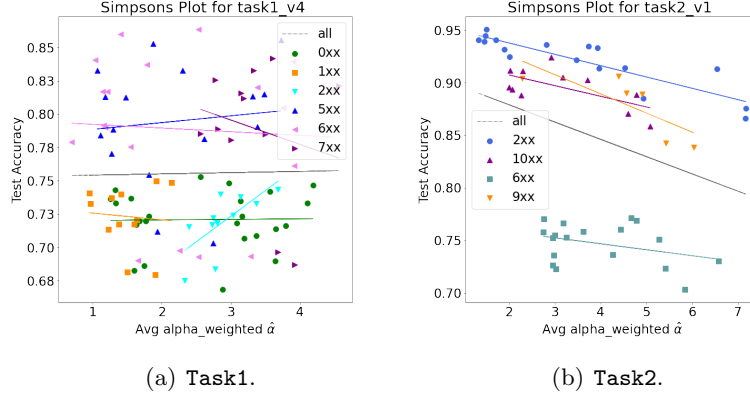 Simpsons Plot for task1_v4
Test Accuracy
0.85
0.82
0.80
0.78
0.75
0.72
0.70
0.68
all
0xx
1xx
2xx
5xx
6xx
7xx
1
2
3
4
Avg alpha_weighted α̂
(a) Task1.
Simpsons Plot for task2_v1
Test Accuracy
0.95
0.90
0.85
0.80
0.75
0.70
all
2xx
10xx
6xx
9xx
2
3
4
5
6
7
Avg alpha_weighted α̂
(b) Task2.